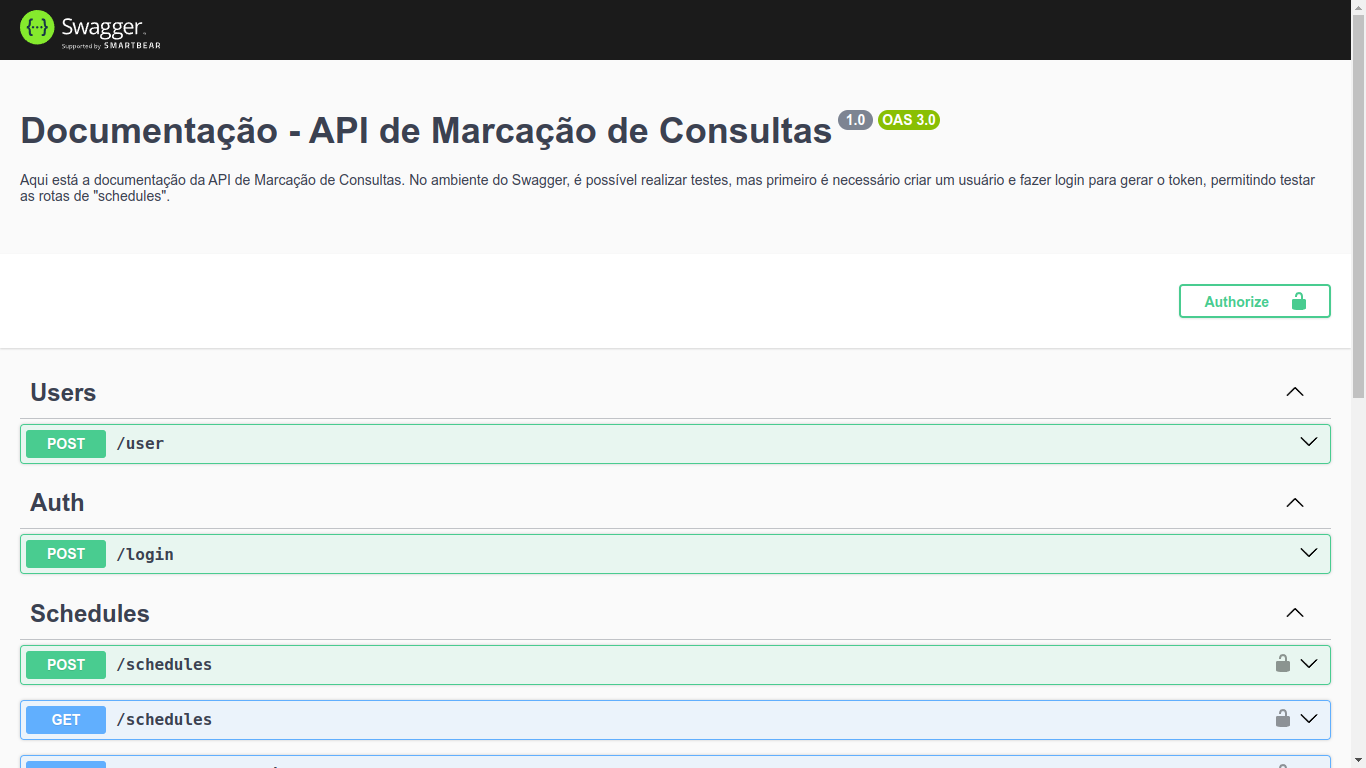 Swagger
Supported by SMARTBEAR
Documentação - API de Marcação de Consultas 1.0 OAS 3.0
Aqui está a documentação da API de Marcação de Consultas. No ambiente do Swagger, é possível realizar testes, mas primeiro é necessário criar um usuário e fazer login para gerar o token, permitindo testar
as rotas de "schedules".
Authorize
Users
POST /user
Auth
POST /login
Schedules
POST /schedules
GET /schedules